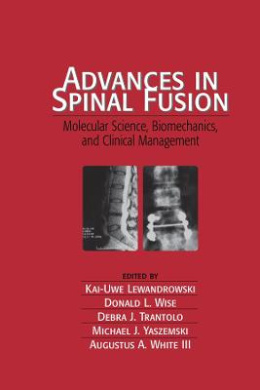 ADVANCES IN
SPINAL FUSION
Molecular Science, Biomechanics,
and Clinical Management
EDITED BY
KAI-UWE LEWANDROWSKI
DONALD L. WISE
DEBRA J. TRANTOLO
MICHAEL J. YASZEMSKI
AUGUSTUS A. WHITE III